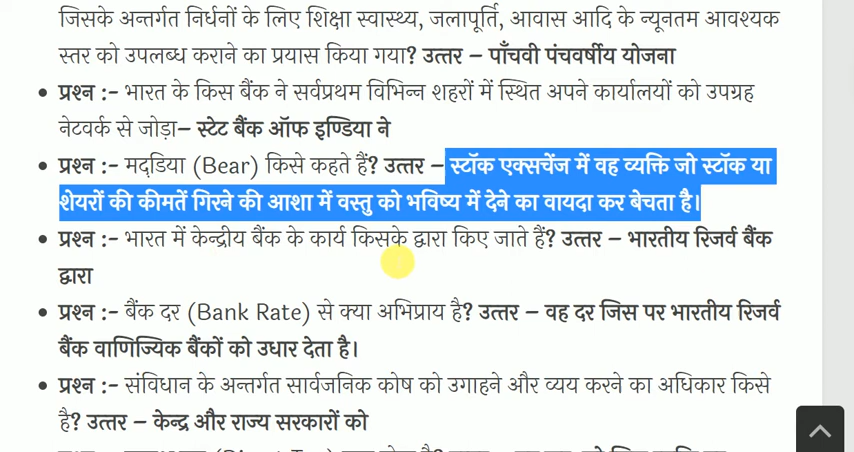 जिसके अन्तर्गत निर्धनों के लिए शिक्षा स्वास्थ्य, जलापूर्ति, आवास आदि के न्यूनतम आवश्यक
स्तर को उपलब्ध कराने का प्रयास किया गया? उत्तर – पाँचवी पंचवर्षीय योजना
• प्रश्न :- भारत के किस बैंक ने सर्वप्रथम विभिन्न शहरों में स्थित अपने कार्यालयों को उपग्रह
नेटवर्क से जोड़ा– स्टेट बैंक ऑफ इण्डिया ने
• प्रश्न :- मदड़िया (Bear) किसे कहते हैं? उत्तर – स्टॉक एक्सचेंज में वह व्यक्ति जो स्टॉक या
शेयरों की कीमतें गिरने की आशा में वस्तु को भविष्य में देने का वायदा कर बेचता है।
• प्रश्न :- भारत में केन्द्रीय बैंक के कार्य किसके द्वारा किए जाते हैं? उत्तर – भारतीय रिजर्व बैंक
द्वारा
• प्रश्न :- बैंक दर (Bank Rate) से क्या अभिप्राय है? उत्तर – वह दर जिस पर भारतीय रिजर्व
बैंक वाणिज्यिक बैंकों को उधार देता है।
• प्रश्न :- संविधान के अन्तर्गत सार्वजनिक कोष को उगाहने और व्यय करने का अधिकार किसे
है? उत्तर – केन्द्र और राज्य सरकारों को